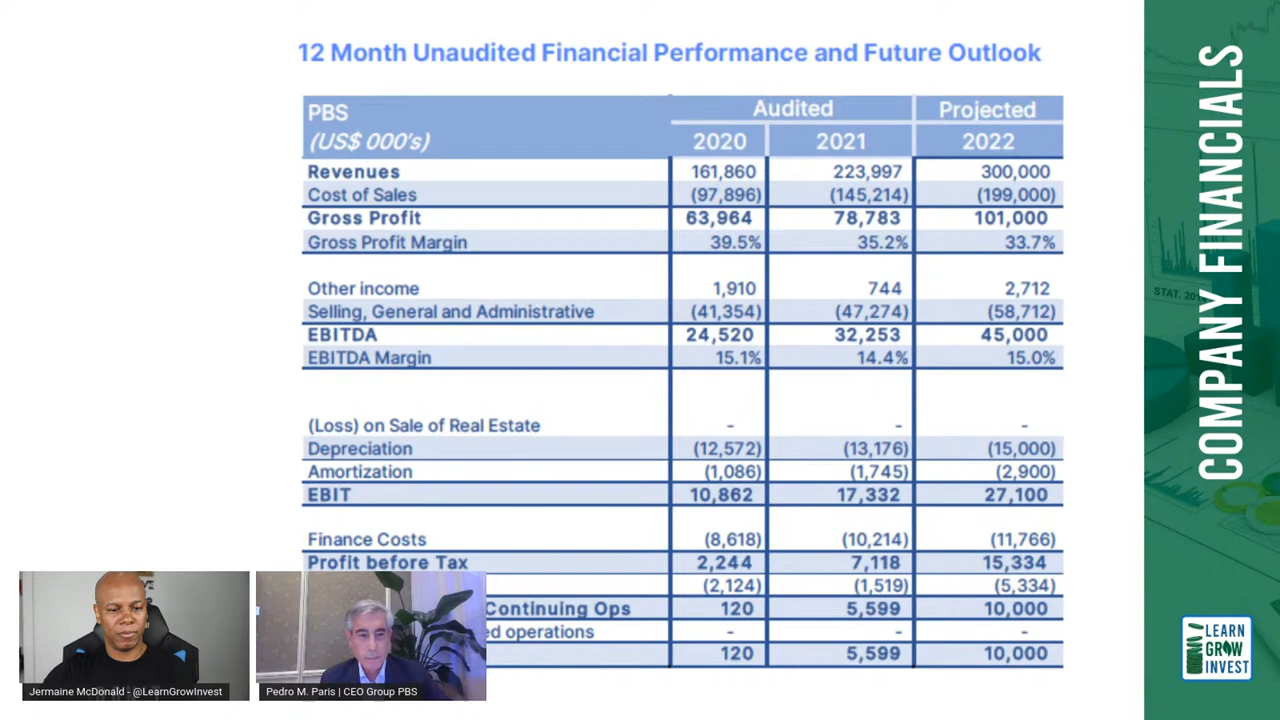 12 Month Unaudited Financial Performance and Future Outlook
PBS Audited Projected
(US$ 000's) 2020 2021 2022
Revenues 161,860 223,997 300,000
Cost of Sales (97,896) (145,214) (199,000)
Gross Profit 63,964 78,783 101,000
Gross Profit Margin 39.5% 35.2% 33.7%
Other income 1,910 744 2,712
Selling, General and Administrative (41,354) (47,274) (58,712)
EBITDA 24,520 32,253 45,000
EBITDA Margin 15.1% 14.4% 15.0%
(Loss) on Sale of Real Estate - - -
Depreciation (12,572) (13,176) (15,000)
Amortization (1,086) (1,745) (2,900)
EBIT 10,862 17,332 27,100
Finance Costs (8,618) (10,214) (11,766)
Profit before Tax 2,244 7,118 15,334
(2,124) (1,519) (5,334)
Continuing Ops 120 5,599 10,000
operations - - -
120 5,599 10,000
Jermaine McDonald - @LearnGrowInvest
Pedro M. Paris | CEO Group PBS
COMPANY FINANCIALS
LEARN
GROW
INVEST